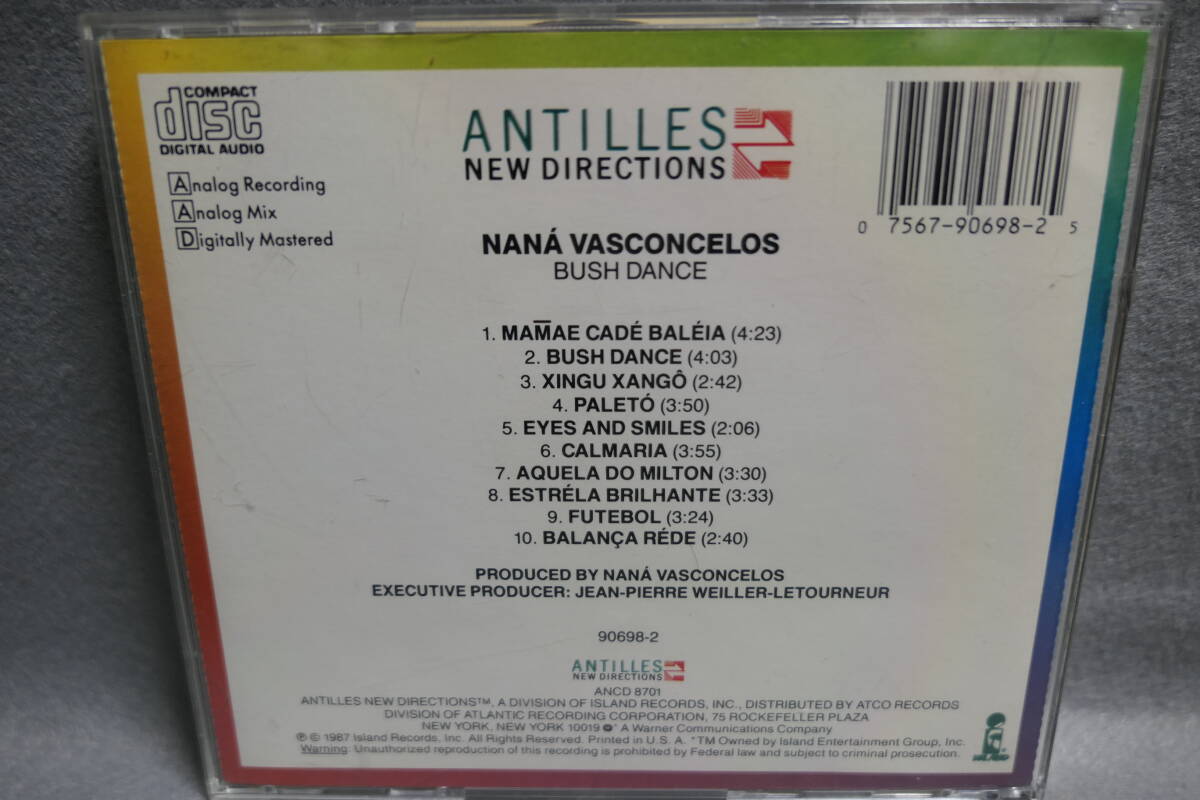 COMPACT
disc
DIGITAL AUDIO
Analog Recording
Analog Mix
Digitally Mastered
ANTILLES
NEW DIRECTIONS
0 7567-90698-2 5
NANÁ VASCONCELOS
BUSH DANCE
1. MAM̅AE CADÉ BALÉIA (4:23)
2. BUSH DANCE (4:03)
3. XINGU XANGÔ (2:42)
4. PALETÓ (3:50)
5. EYES AND SMILES (2:06)
6. CALMARIA (3:55)
7. AQUELA DO MILTON (3:30)
8. ESTRÉLA BRILHANTE (3:33)
9. FUTEBOL (3:24)
10. BALANÇA RÉDE (2:40)
PRODUCED BY NANÁ VASCONCELOS
EXECUTIVE PRODUCER: JEAN-PIERRE WEILLER-LETOURNEUR
90698-2
ANTILLES
NEW DIRECTIONS
ANCD 8701
ANTILLES NEW DIRECTIONS™, A DIVISION OF ISLAND RECORDS, INC., DISTRIBUTED BY ATCO RECORDS
DIVISION OF ATLANTIC RECORDING CORPORATION, 75 ROCKEFELLER PLAZA
NEW YORK, NEW YORK 10019 A Warner Communications Company
℗ © 1987 Island Records, Inc. All Rights Reserved. Printed in U.S.A. *TM Owned by Island Entertainment Group, Inc.
Warning: Unauthorized reproduction of this recording is prohibited by Federal law and subject to criminal prosecution.